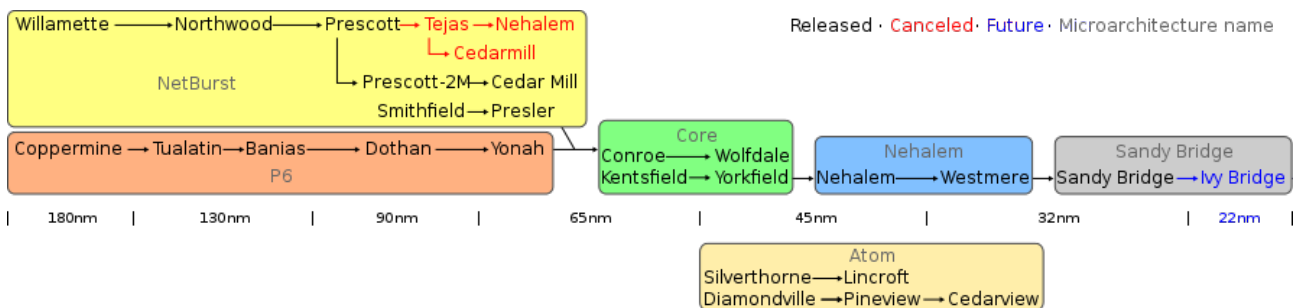 Willamette Northwood Prescott Tejas Nehalem
Released · Canceled· Future · Microarchitecture name
Cedarmill
NetBurst
Prescott-2M Cedar Mill
Smithfield Presler
Coppermine Tualatin Banias Dothan Yonah
P6
Core
Conroe Wolfdale
Kentsfield Yorkfield
Nehalem
Nehalem Westmere
Sandy Bridge
Sandy Bridge Ivy Bridge
| 180nm | 130nm | 90nm | 65nm | 45nm | 32nm | 22nm |
Atom
Silverthorne Lincroft
Diamondville Pineview Cedarview